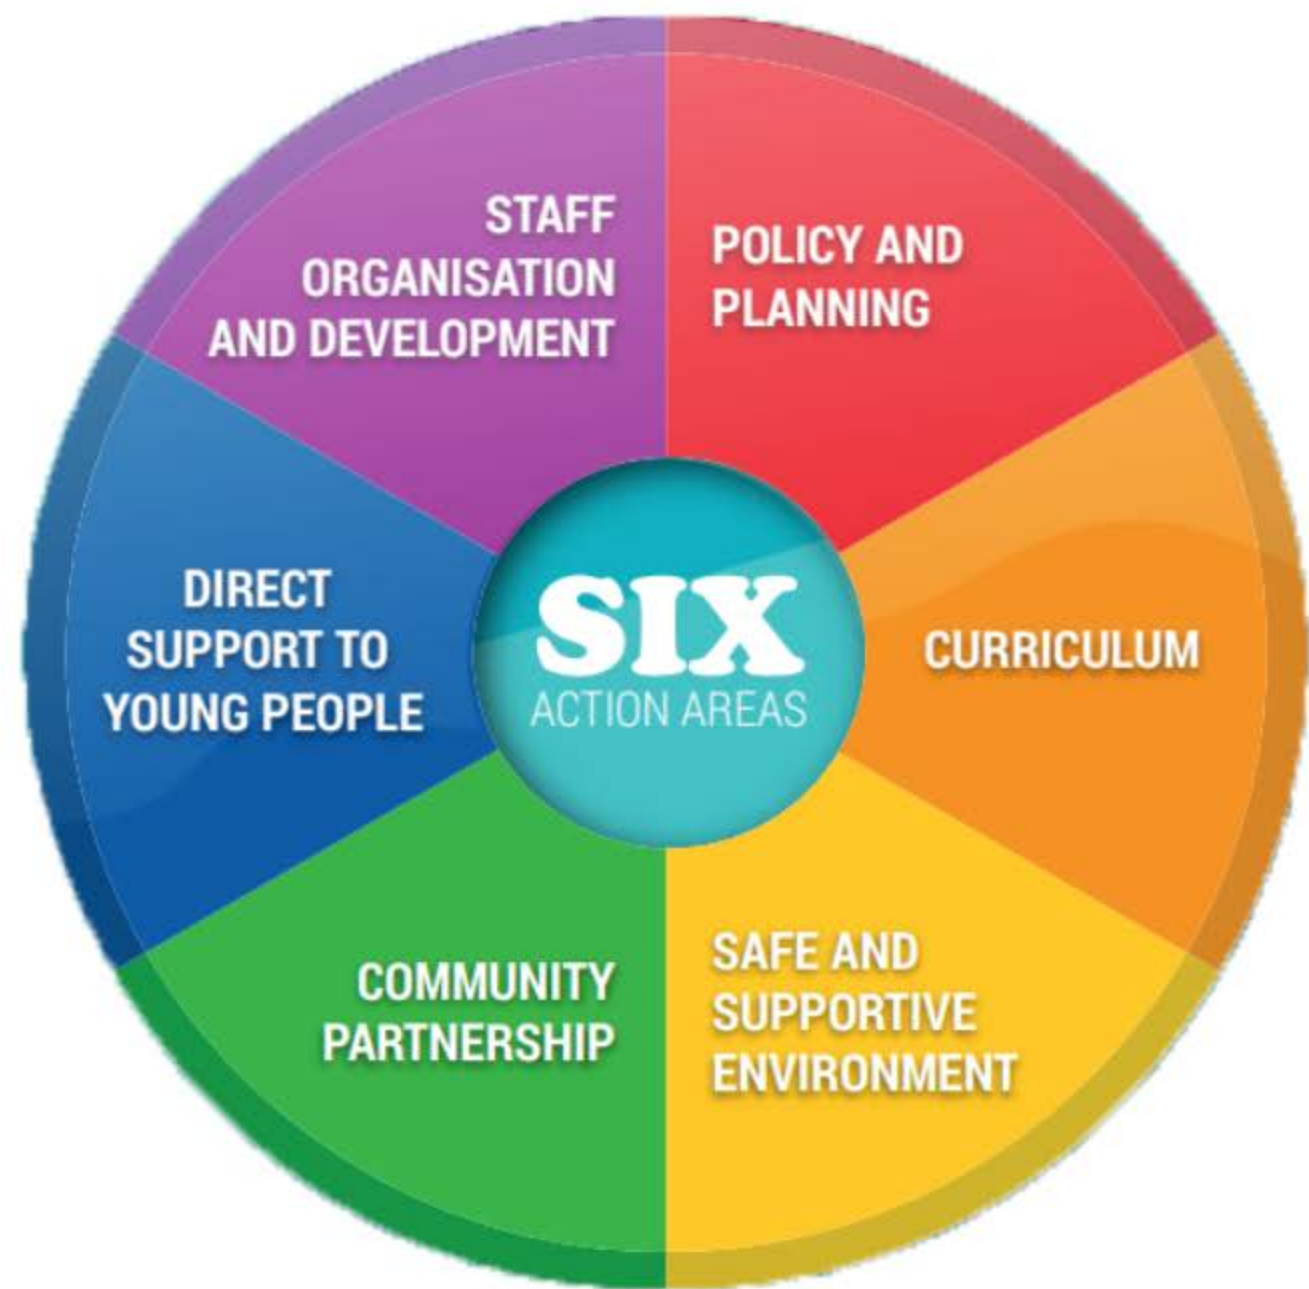 STAFF
ORGANISATION
AND DEVELOPMENT
POLICY AND
PLANNING
DIRECT
SUPPORT TO
YOUNG PEOPLE
SIX
ACTION AREAS
CURRICULUM
COMMUNITY
PARTNERSHIP
SAFE AND
SUPPORTIVE
ENVIRONMENT